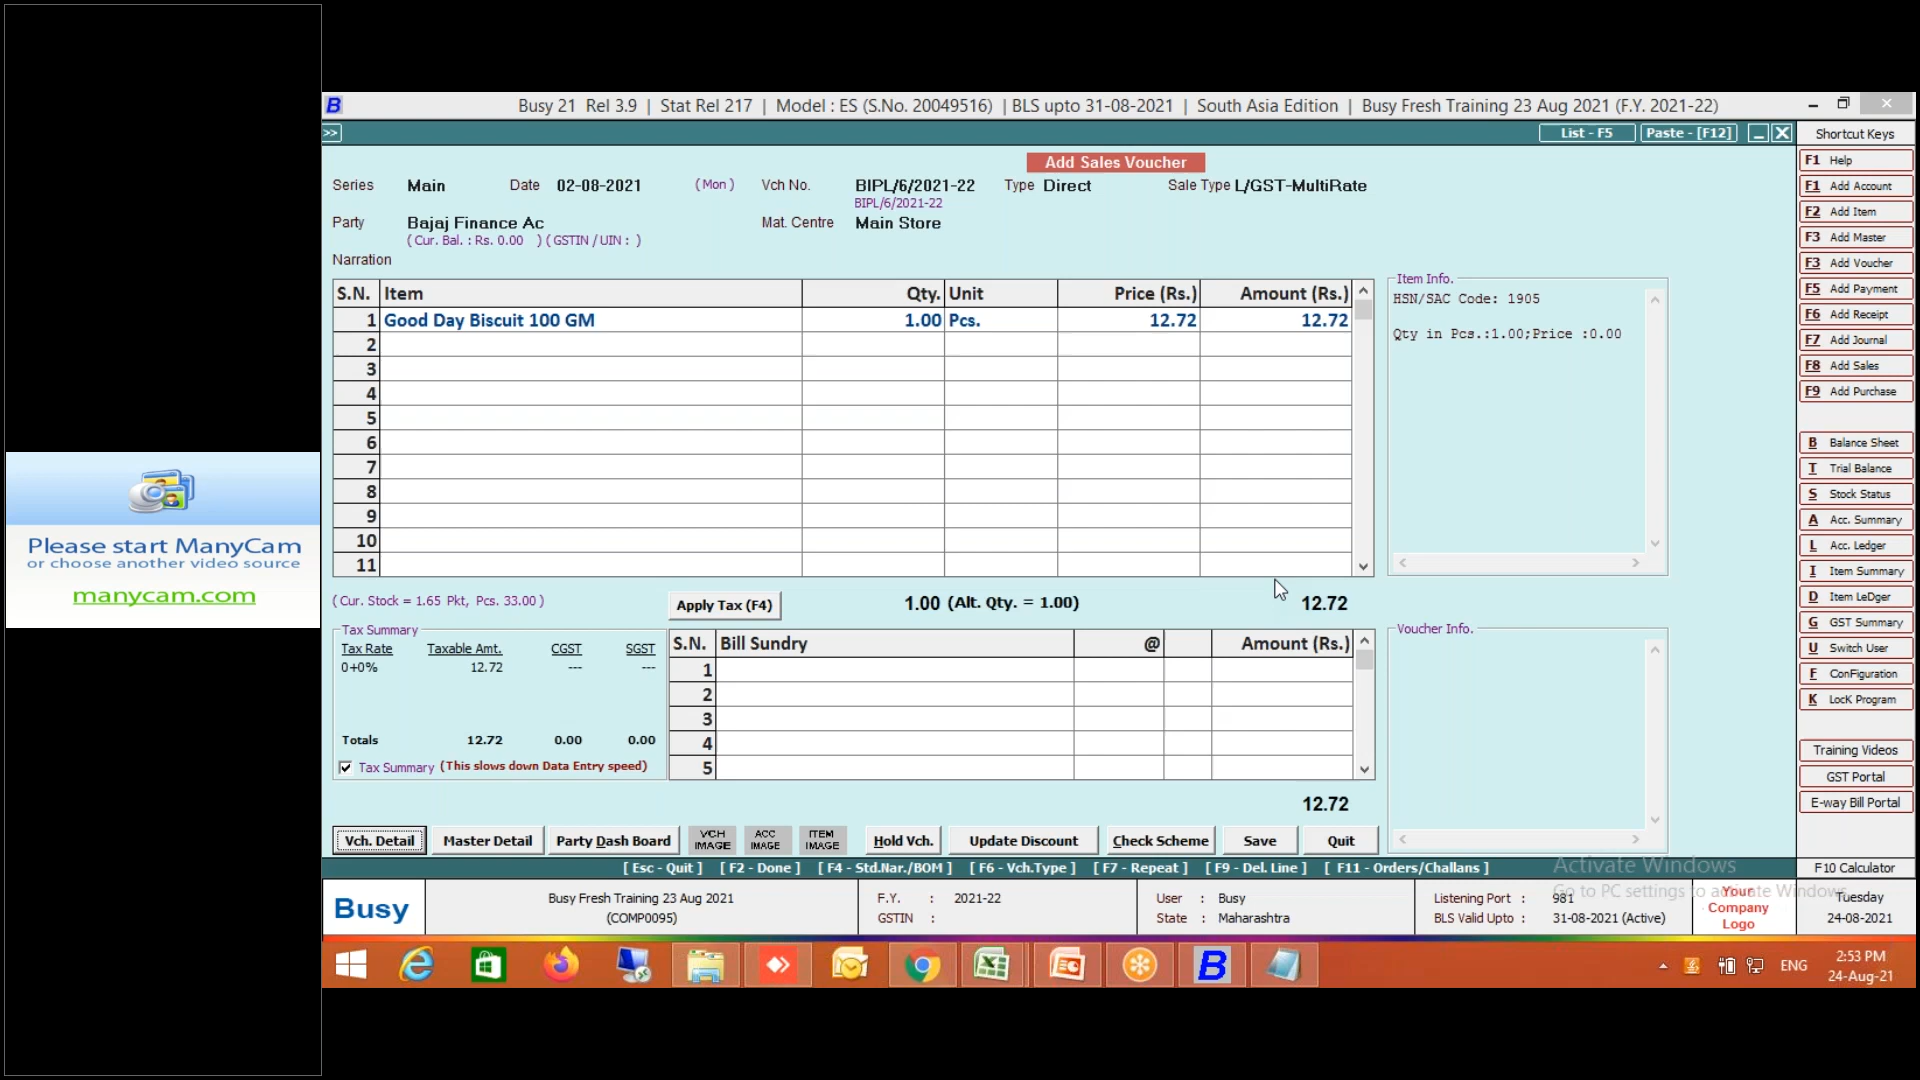 Busy 21 Rel 3.9 | Stat Rel 217 | Model : ES (S.No. 20049516) | BLS upto 31-08-2021 | South Asia Edition | Busy Fresh Training 23 Aug 2021 (F.Y. 2021-22)
>> List - F5 Paste - [F12]
Add Sales Voucher
Series Main Date 02-08-2021 (Mon) Vch No. BIPL/6/2021-22 Type Direct Sale Type L/GST-MultiRate
BIPL/6/2021-22
Party Bajaj Finance Ac Mat. Centre Main Store
( Cur. Bal. : Rs. 0.00 ) ( GSTIN / UIN : )
Narration
S.N. Item Qty. Unit Price (Rs.) Amount (Rs.)
1 Good Day Biscuit 100 GM 1.00 Pcs. 12.72 12.72
2
3
4
5
6
7
8
9
10
11
Item Info.
HSN/SAC Code: 1905
Qty in Pcs.:1.00;Price :0.00
( Cur. Stock = 1.65 Pkt, Pcs. 33.00 ) Apply Tax (F4) 1.00 (Alt. Qty. = 1.00) 12.72
Tax Summary
Tax Rate Taxable Amt. CGST SGST
0+0% 12.72 --- ---
Totals 12.72 0.00 0.00
Tax Summary (This slows down Data Entry speed)
S.N. Bill Sundry @ Amount (Rs.)
1
2
3
4
5
12.72
Voucher Info.
Vch. Detail Master Detail Party Dash Board VCH IMAGE ACC IMAGE ITEM IMAGE Hold Vch. Update Discount Check Scheme Save Quit
[ Esc - Quit ] [ F2 - Done ] [ F4 - Std.Nar./BOM ] [ F6 - Vch.Type ] [ F7 - Repeat ] [ F9 - Del. Line ] [ F11 - Orders/Challans ]
Shortcut Keys
F1 Help
F1 Add Account
F2 Add Item
F3 Add Master
F3 Add Voucher
F5 Add Payment
F6 Add Receipt
F7 Add Journal
F8 Add Sales
F9 Add Purchase
B Balance Sheet
T Trial Balance
S Stock Status
A Acc. Summary
L Acc. Ledger
I Item Summary
D Item LeDger
G GST Summary
U Switch User
F ConFiguration
K LocK Program
Training Videos
GST Portal
E-way Bill Portal
F10 Calculator
Activate Windows
Go to PC settings to activate Windows.
Busy
Busy Fresh Training 23 Aug 2021
(COMP0095)
F.Y. : 2021-22
GSTIN :
User : Busy
State : Maharashtra
Listening Port : 981
BLS Valid Upto : 31-08-2021 (Active)
Your
Company
Logo
Tuesday
24-08-2021
ENG
2:53 PM
24-Aug-21
Please start ManyCam
or choose another video source
manycam.com